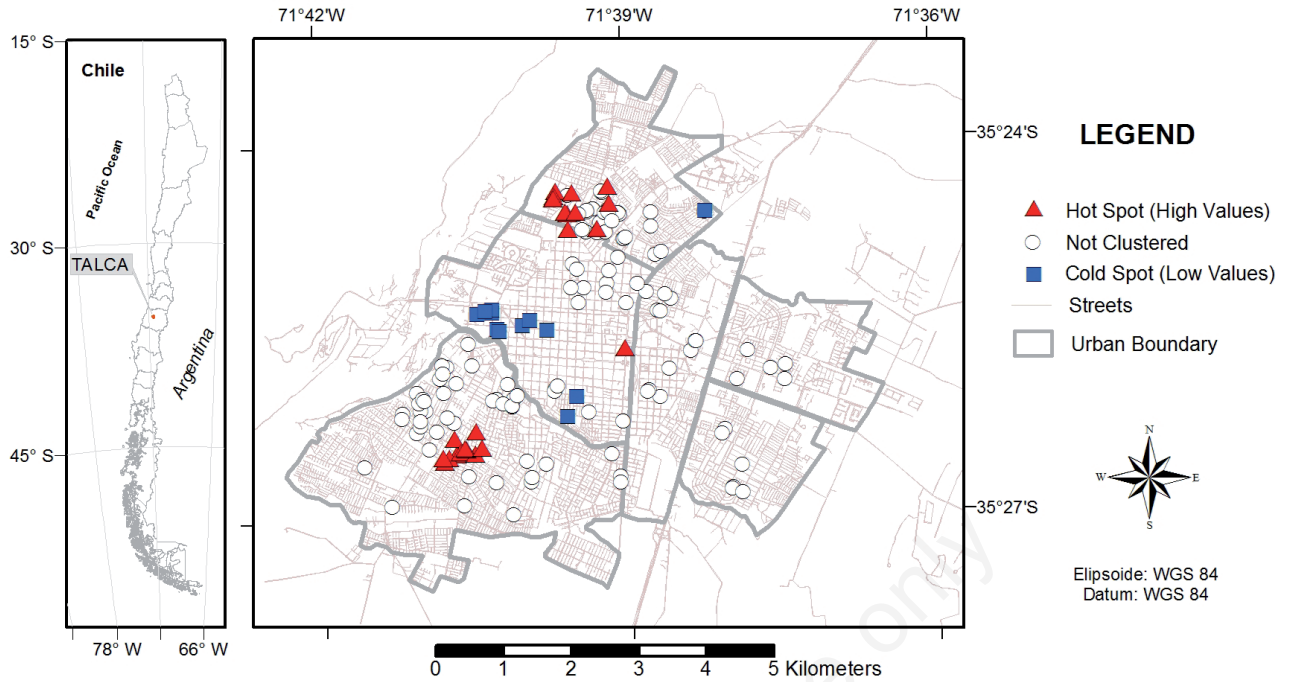 71°42'W
71°39'W
71°36'W
15° S
Chile
Pacific Ocean
30° S
TALCA
Argentina
45° S
78° W
66° W
35°24'S
35°27'S
LEGEND
Hot Spot (High Values)
Not Clustered
Cold Spot (Low Values)
Streets
Urban Boundary
N
W
E
S
Elipsoide: WGS 84
Datum: WGS 84
0 1 2 3 4 5 Kilometers
only